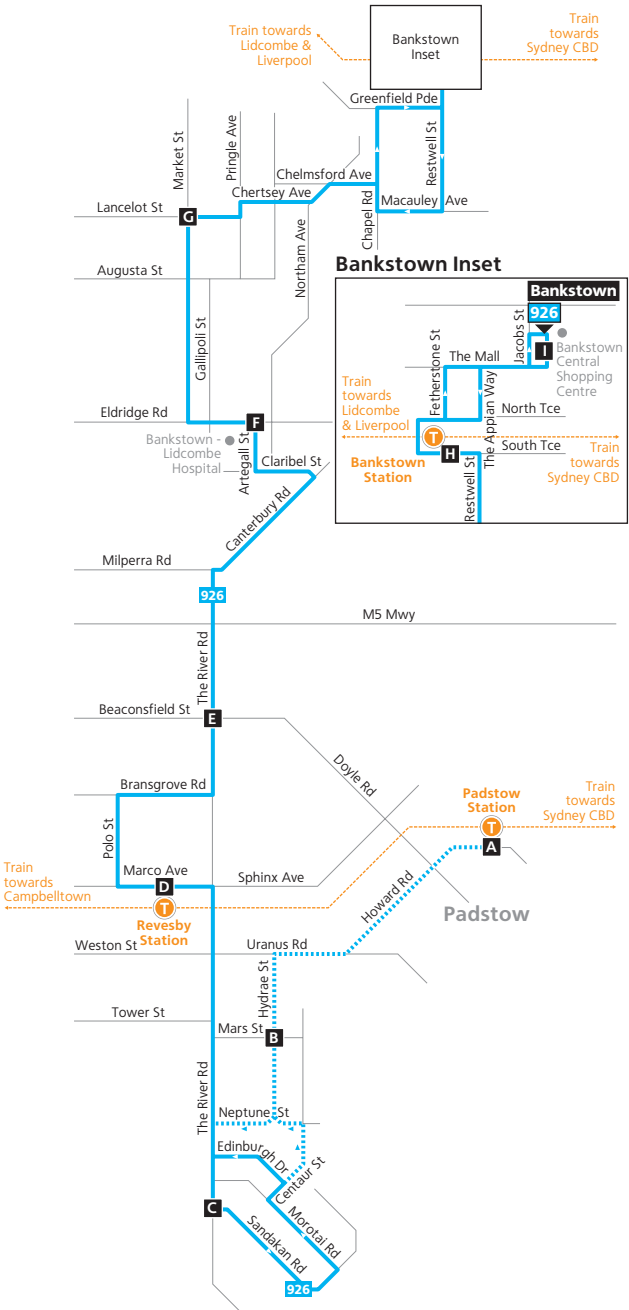 Train towards
Lidcombe &
Liverpool
Bankstown
Inset
Train
towards
Sydney CBD
Greenfield Pde
Market St
Pringle Ave
Restwell St
Chelmsford Ave
Chertsey Ave
Lancelot St
G
Macauley Ave
Chapel Rd
Northam Ave
Augusta St
Gallipoli St
Bankstown Inset
Bankstown
926
Jacobs St
I
Bankstown
Central
Shopping
Centre
Fetherstone St
The Mall
The Appian Way
Train
towards
Lidcombe
& Liverpool
North Tce
T
Bankstown
Station
H
South Tce
Train
towards
Sydney CBD
Restwell St
Eldridge Rd
F
Bankstown -
Lidcombe
Hospital
Artegall St
Claribel St
Canterbury Rd
Milperra Rd
926
M5 Mwy
The River Rd
Beaconsfield St
E
Doyle Rd
Bransgrove Rd
Polo St
Padstow
Station
T
A
Train
towards
Sydney CBD
Train
towards
Campbelltown
Marco Ave
D
Sphinx Ave
T
Revesby
Station
Howard Rd
Padstow
Weston St
Uranus Rd
Hydrae St
Tower St
Mars St
B
The River Rd
Neptune St
Edinburgh Dr
Centaur St
C
Sandakan Rd
Morotai Rd
926